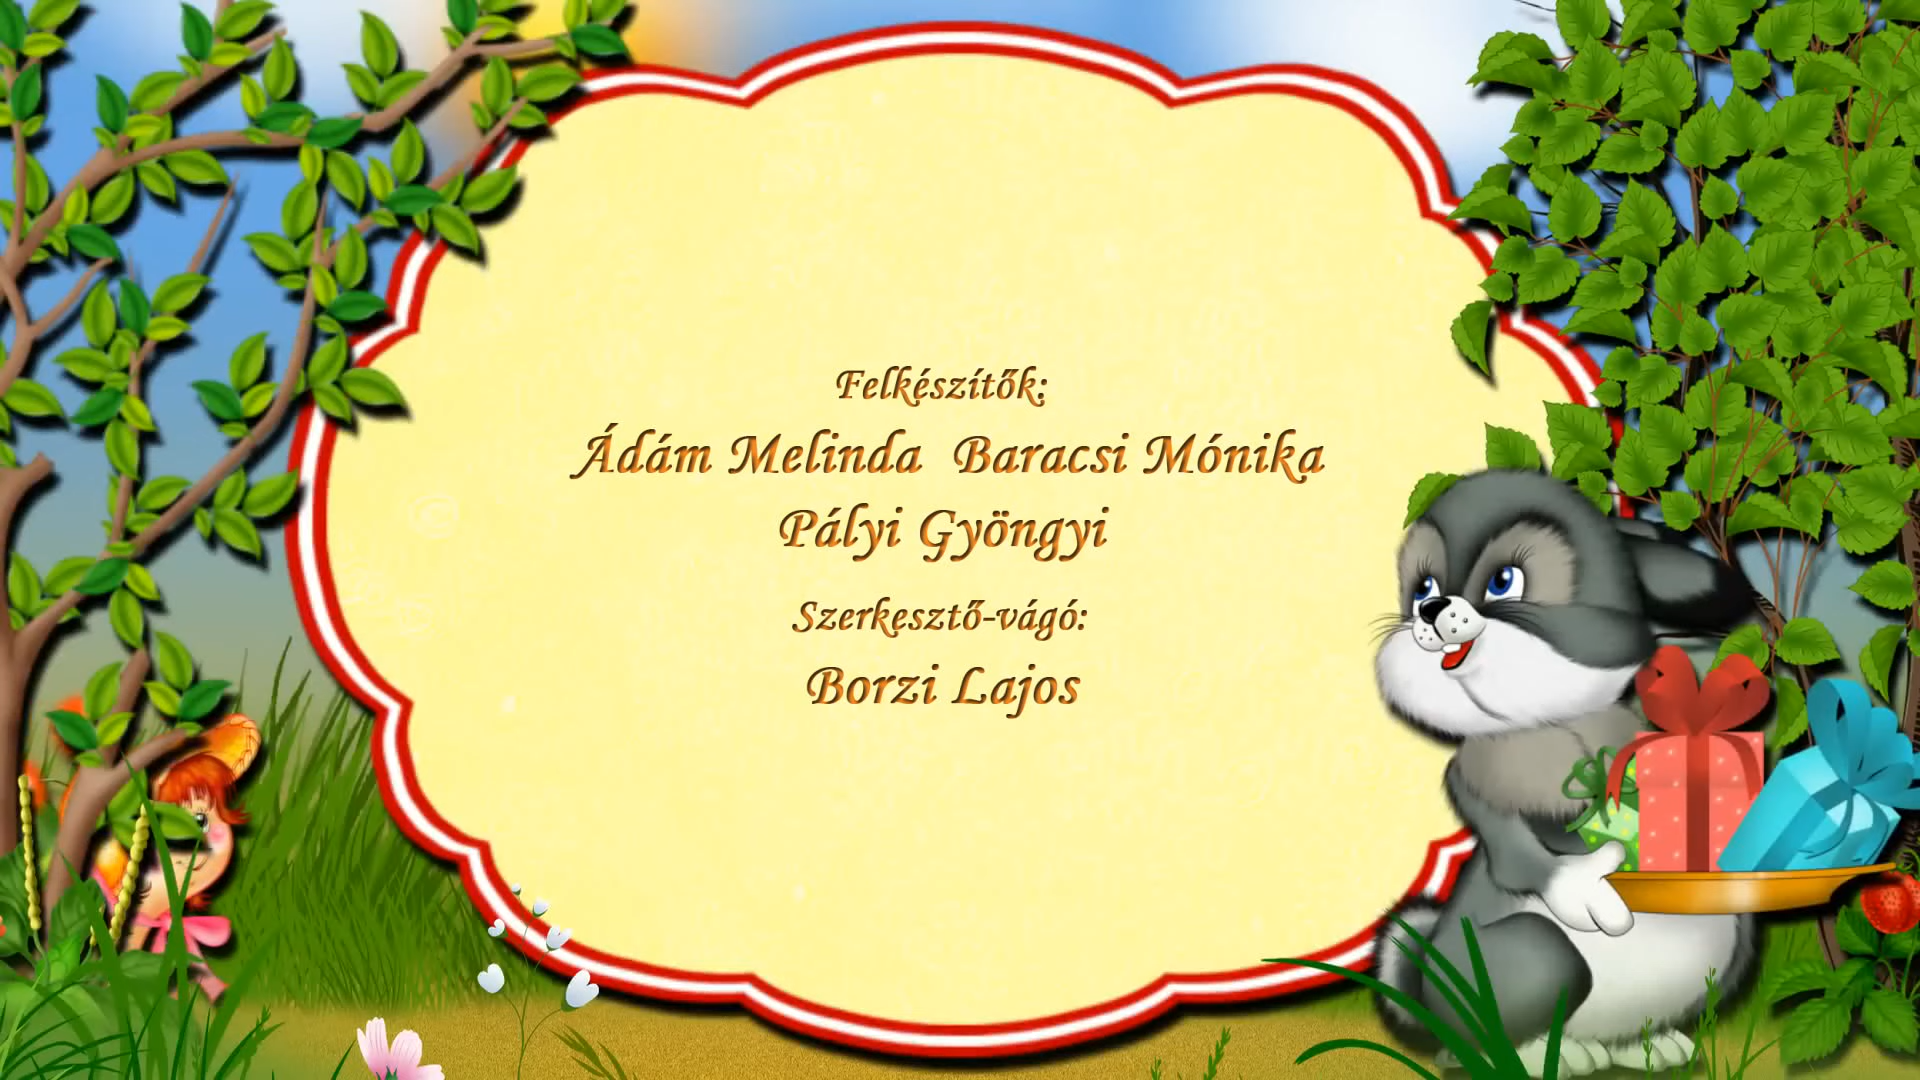 Felkészítők:
Ádám Melinda  Baracsi Mónika
Pályi Gyöngyi
Szerkesztő-vágó:
Borzi Lajos